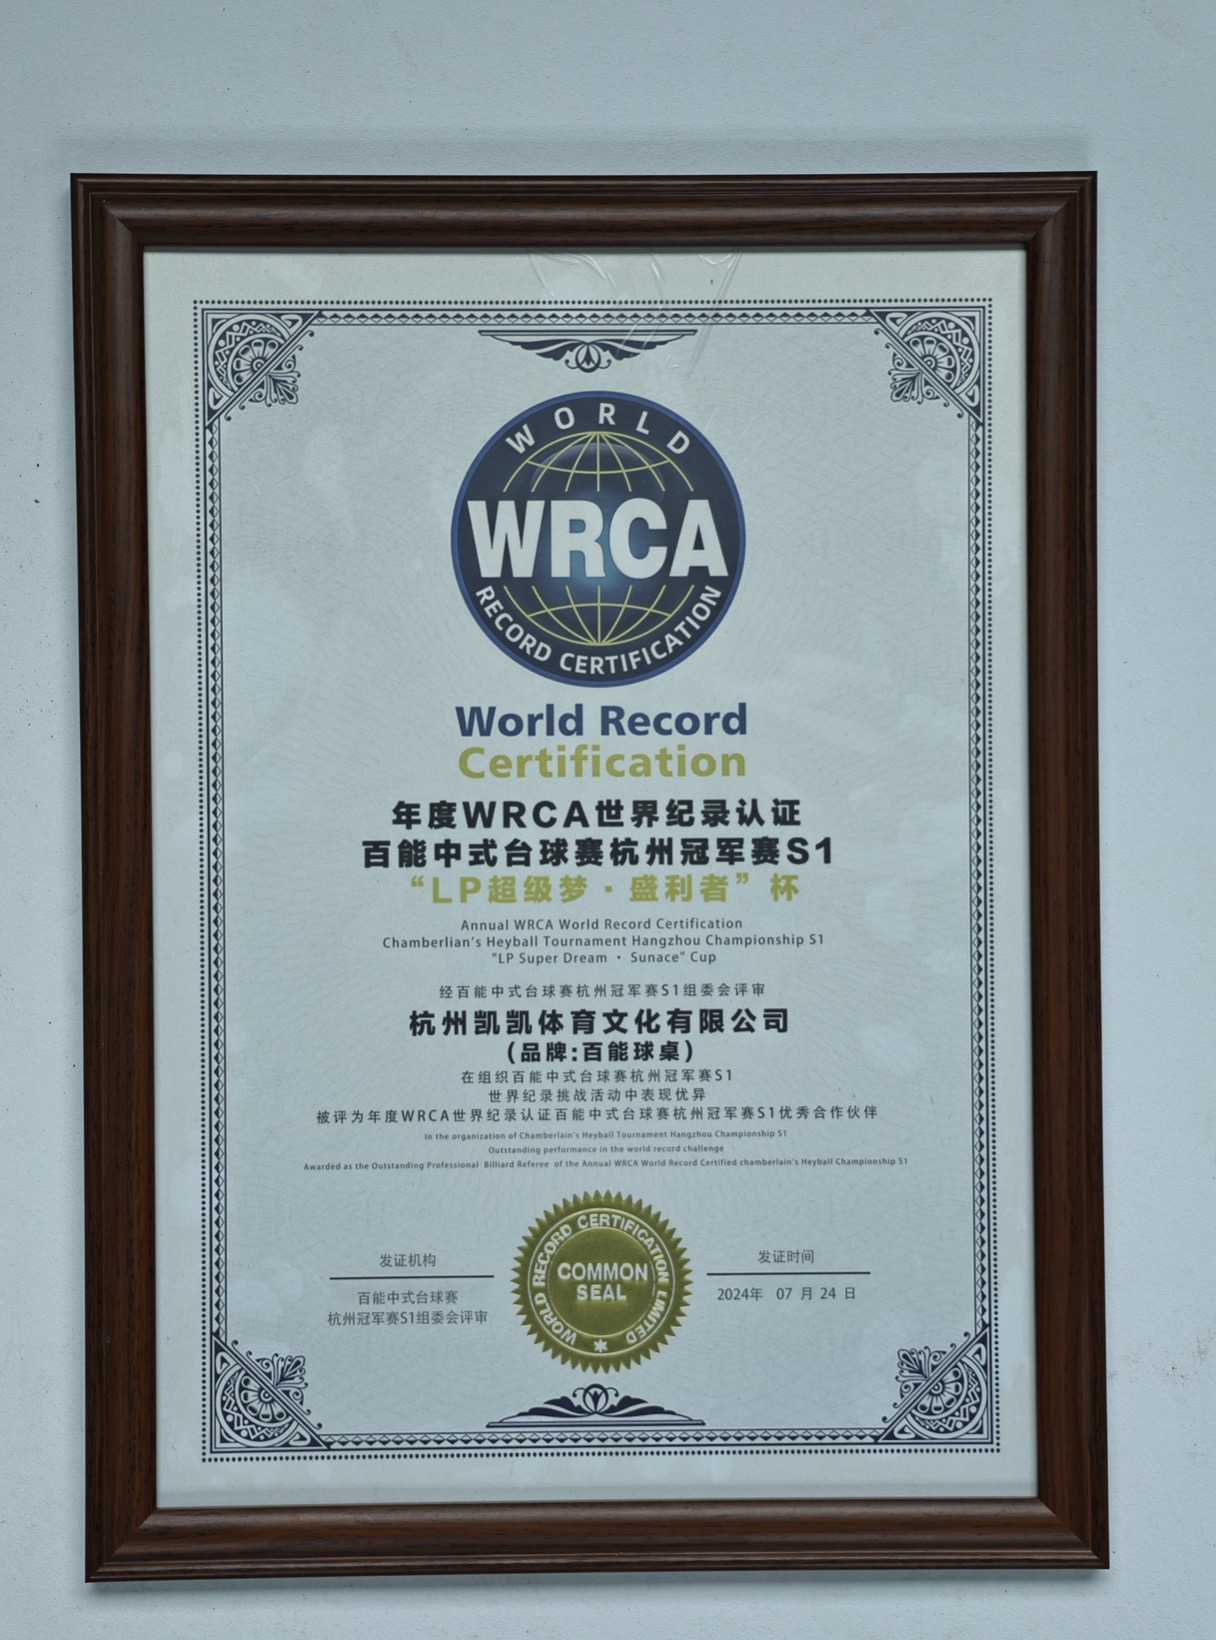 WORLD
WRCA
RECORD CERTIFICATION
World Record
Certification
年度WRCA世界纪录认证
百能中式台球赛杭州冠军赛S1
“LP超级梦·盛利者”杯
Annual WRCA World Record Certification
Chamberlian's Heyball Tournament Hangzhou Championship S1
"LP Super Dream · Sunace" Cup
经百能中式台球赛杭州冠军赛S1组委会评审
杭州凯凯体育文化有限公司
(品牌:百能球桌)
在组织百能中式台球赛杭州冠军赛S1
世界纪录挑战活动中表现优异
被评为年度WRCA世界纪录认证百能中式台球赛杭州冠军赛S1优秀合作伙伴
In the organization of Chamberlain's Heyball Tournament Hangzhou Championship S1
Outstanding performance in the world record challenge
Awarded as the Outstanding Professional Billiard Referee of the Annual WRCA World Record Certified chamberlain's Heyball Championship S1
发证机构
百能中式台球赛
杭州冠军赛S1组委会评审
WORLD RECORD CERTIFICATION LIMITED
COMMON
SEAL
发证时间
2024年 07 月 24 日